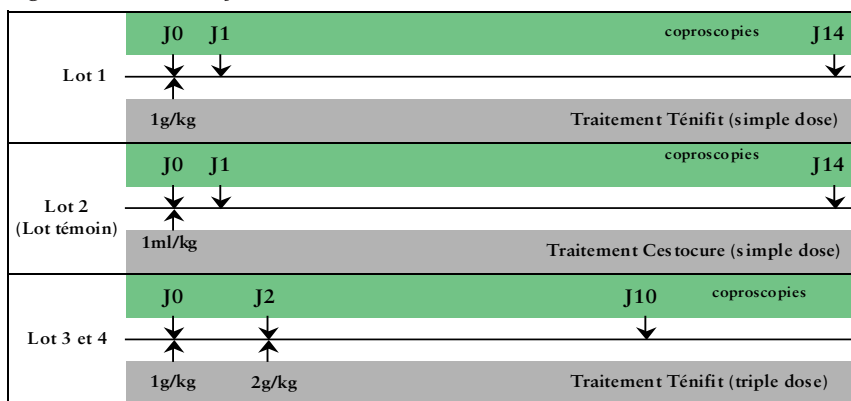 J0 J1 coproscopies J14
Lot 1
1g/kg Traitement Ténifit (simple dose)
J0 J1 coproscopies J14
Lot 2
(Lot témoin)
1ml/kg Traitement Cestocure (simple dose)
J0 J2 J10 coproscopies
Lot 3 et 4
1g/kg 2g/kg Traitement Ténifit (triple dose)